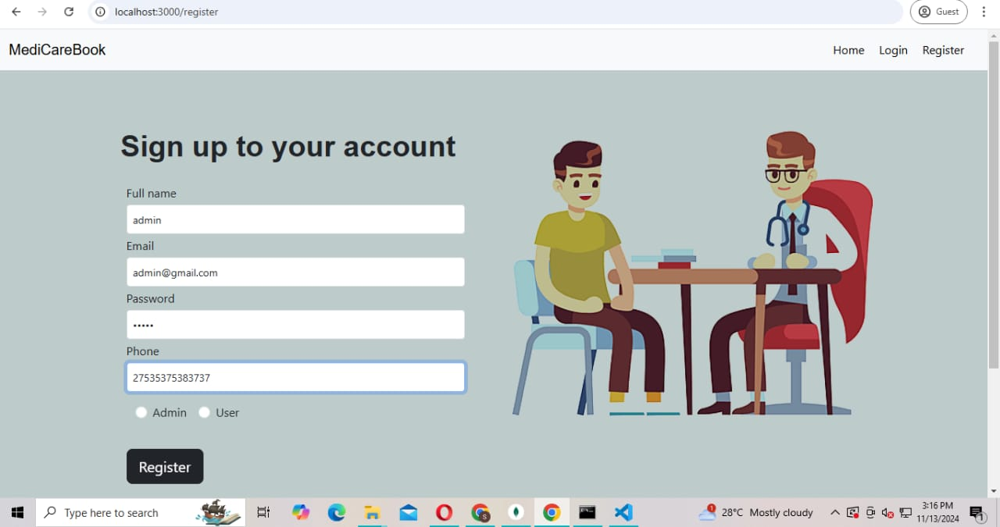 localhost:3000/register
Guest
MediCareBook
Home Login Register
Sign up to your account
Full name
admin
Email
admin@gmail.com
Password
•••••
Phone
27535375383737
Admin User
Register
Type here to search
S
1
28°C Mostly cloudy
3:16 PM
11/13/2024
1